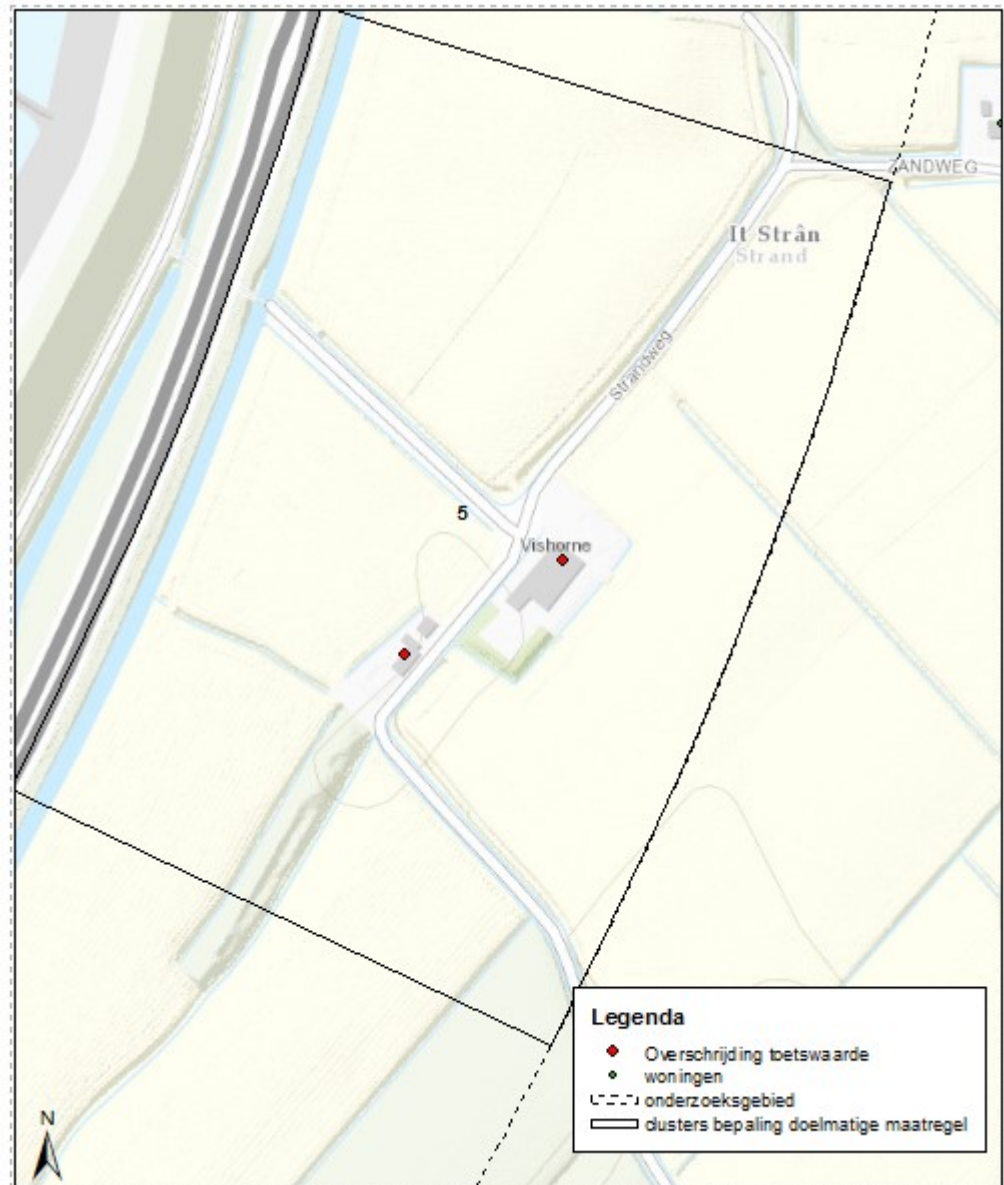 ZANDWEG
It Strân
Strand
Strandweg
5
Vishorne
Legenda
Overschrijding toetswaarde
woningen
onderzoeksgebied
clusters bepaling doelmatige maatregel
N